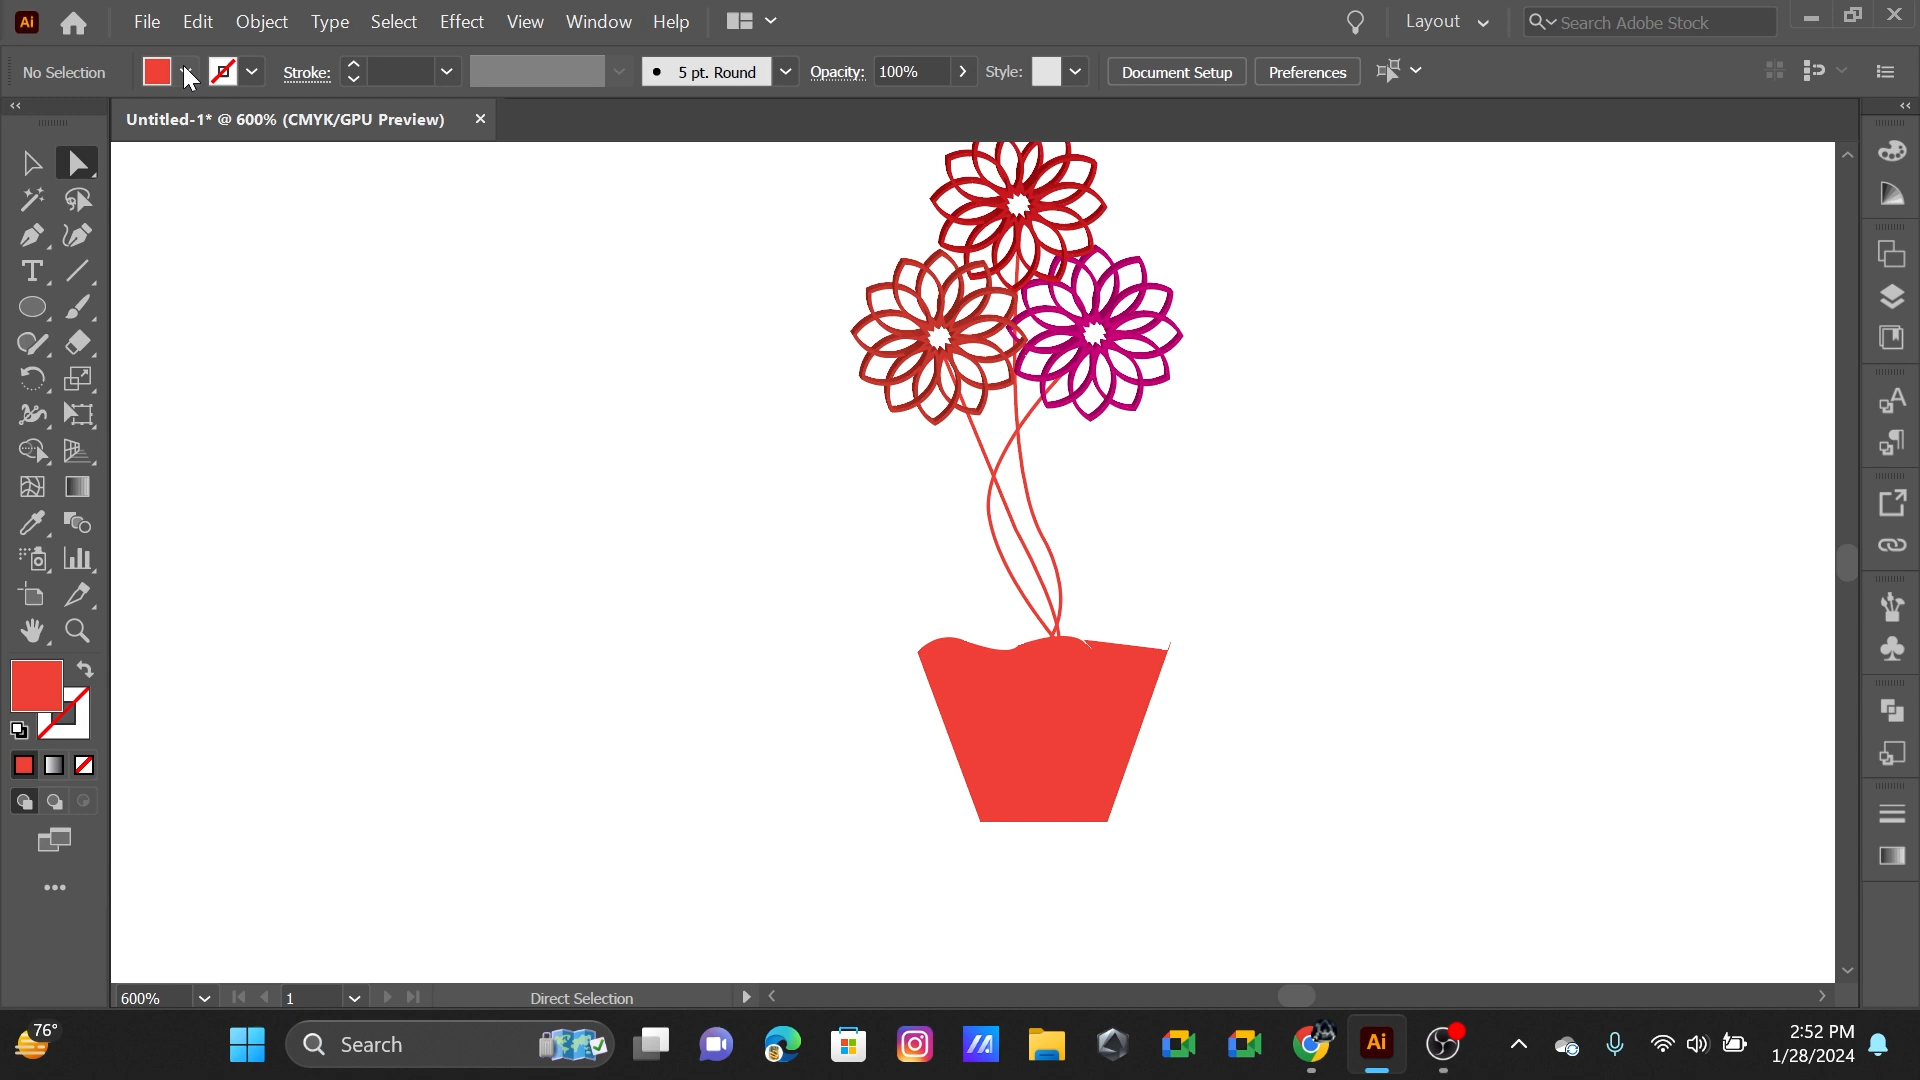 Ai File Edit Object Type Select Effect View Window Help Layout Search Adobe Stock
No Selection Stroke: 5 pt. Round Opacity: 100% Style: Document Setup Preferences
Untitled-1* @ 600% (CMYK/GPU Preview)
600% 1 Direct Selection
76° Search Ai 2:52 PM
1/28/2024